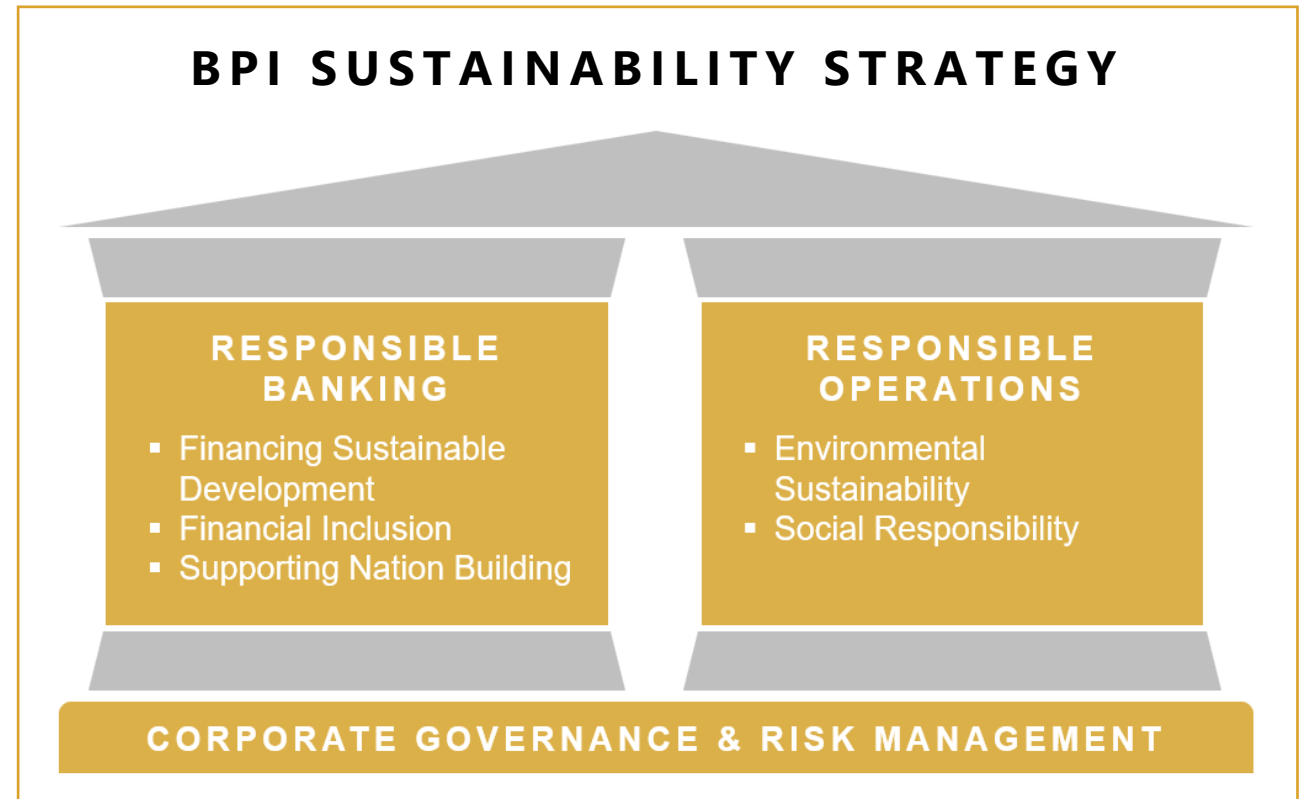 BPI SUSTAINABILITY STRATEGY
RESPONSIBLE
BANKING
▪ Financing Sustainable
Development
▪ Financial Inclusion
▪ Supporting Nation Building
RESPONSIBLE
OPERATIONS
▪ Environmental
Sustainability
▪ Social Responsibility
CORPORATE GOVERNANCE & RISK MANAGEMENT